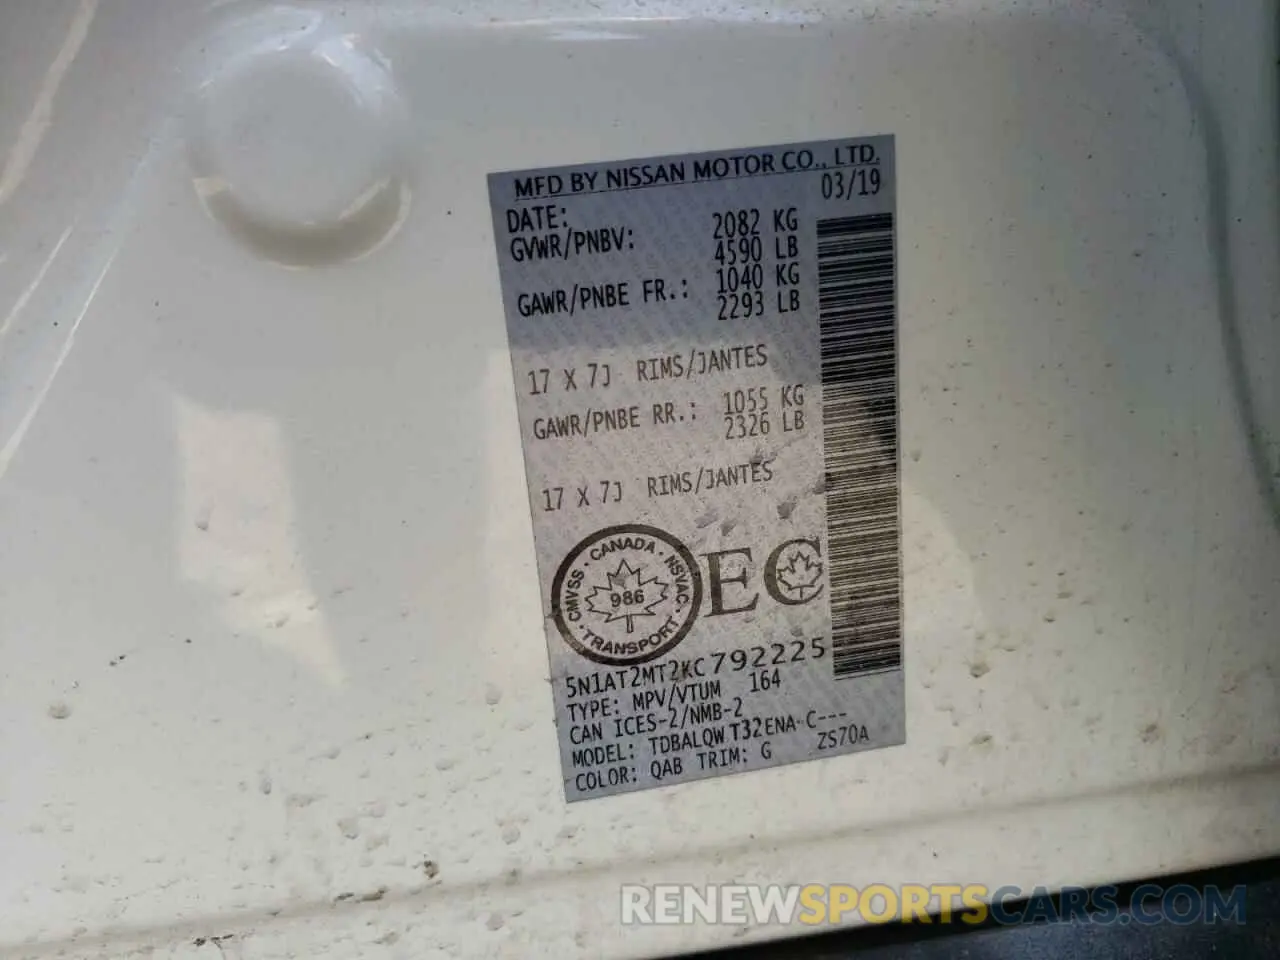 MFD BY NISSAN MOTOR CO., LTD.
DATE: 03/19
GVWR/PNBV: 2082 KG
4590 LB
GAWR/PNBE FR.: 1040 KG
2293 LB
17 X 7J RIMS/JANTES
GAWR/PNBE RR.: 1055 KG
2326 LB
17 X 7J RIMS/JANTES
CMVSS · CANADA · NSVAC · TRANSPORT ·
986
EC
5N1AT2MT2KC792225
TYPE: MPV/VTUM 164
CAN ICES-2/NMB-2
MODEL: TDBALQW T32ENA-C---
COLOR: QAB TRIM: G ZS70A
RENEWSPORTSCARS.COM